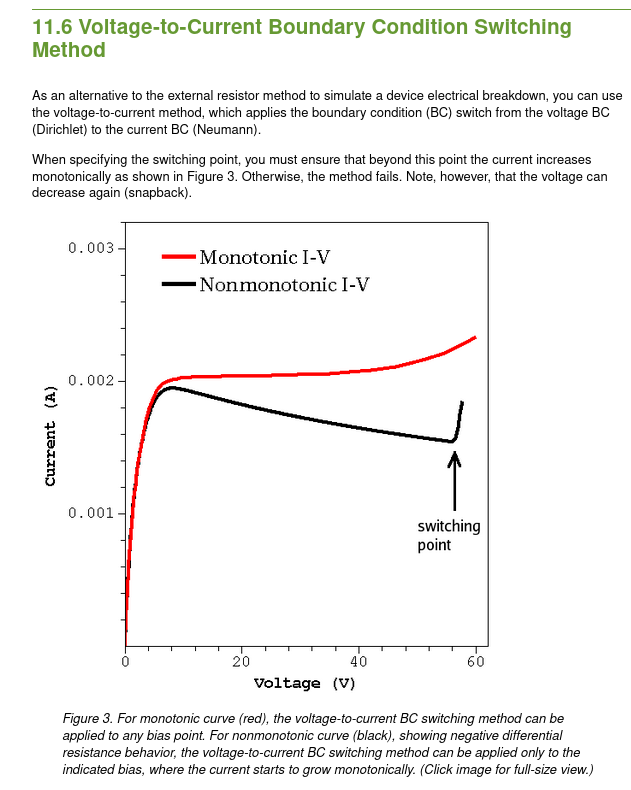 11.6 Voltage-to-Current Boundary Condition Switching
Method
As an alternative to the external resistor method to simulate a device electrical breakdown, you can use
the voltage-to-current method, which applies the boundary condition (BC) switch from the voltage BC
(Dirichlet) to the current BC (Neumann).
When specifying the switching point, you must ensure that beyond this point the current increases
monotonically as shown in Figure 3. Otherwise, the method fails. Note, however, that the voltage can
decrease again (snapback).
0.003
Monotonic I-V
Nonmonotonic I-V
0.002
Current (A)
0.001
switching
point
0 20 40 60
Voltage (V)
Figure 3. For monotonic curve (red), the voltage-to-current BC switching method can be
applied to any bias point. For nonmonotonic curve (black), showing negative differential
resistance behavior, the voltage-to-current BC switching method can be applied only to the
indicated bias, where the current starts to grow monotonically. (Click image for full-size view.)